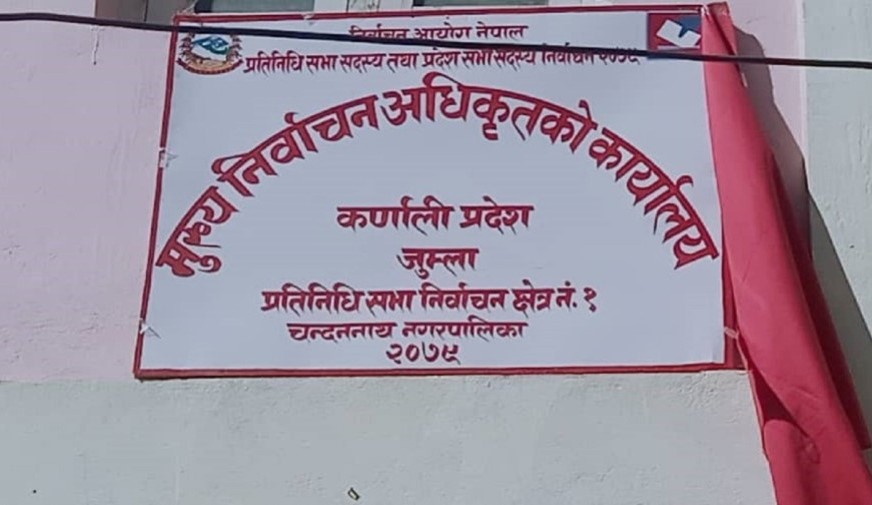 निर्वाचन आयोग नेपाल
प्रतिनिधि सभा सदस्य तथा प्रदेश सभा सदस्य निर्वाचन २०७९
मुख्य निर्वाचन अधिकृतको कार्यालय
कर्णाली प्रदेश
जुम्ला
प्रतिनिधि सभा निर्वाचन क्षेत्र नं. १
चन्दननाथ नगरपालिका
२०७९